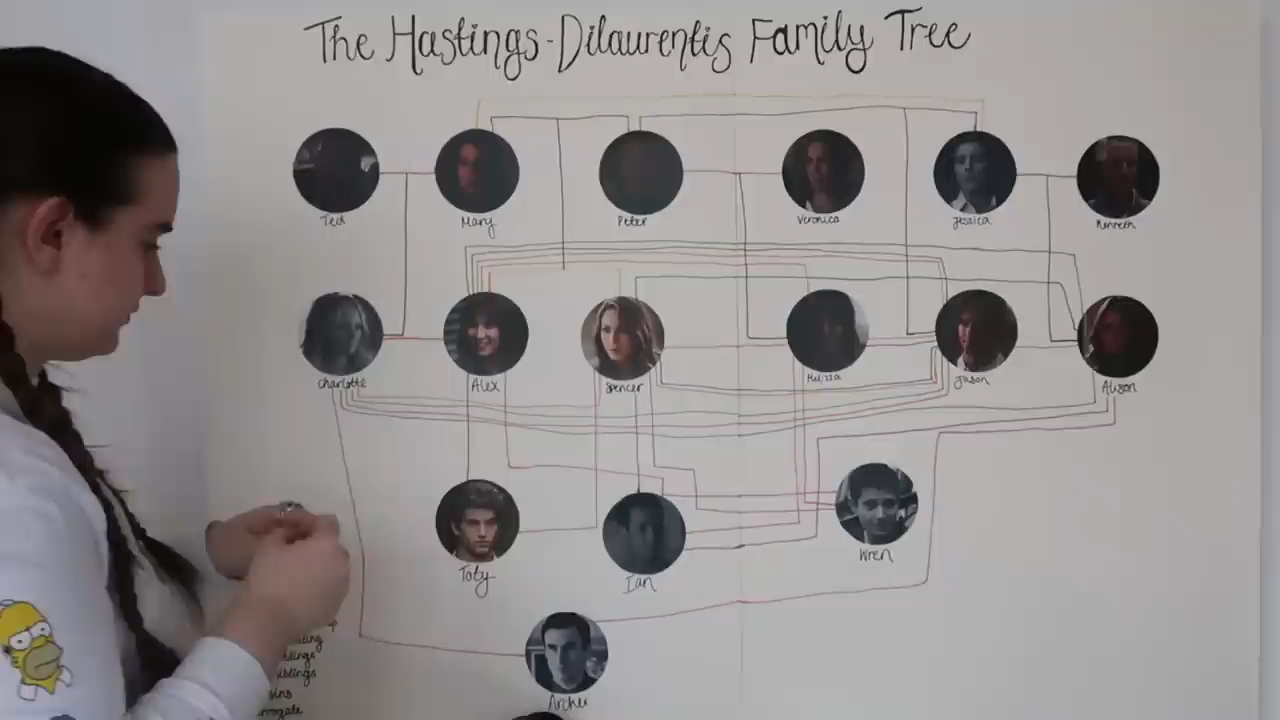 The Hastings-Dilaurentis Family Tree
Ted Mary Peter Veronica Jessica Kenneth
Charlotte Alex Spencer Melissa Jason Alison
Toby Ian Wren
Archer